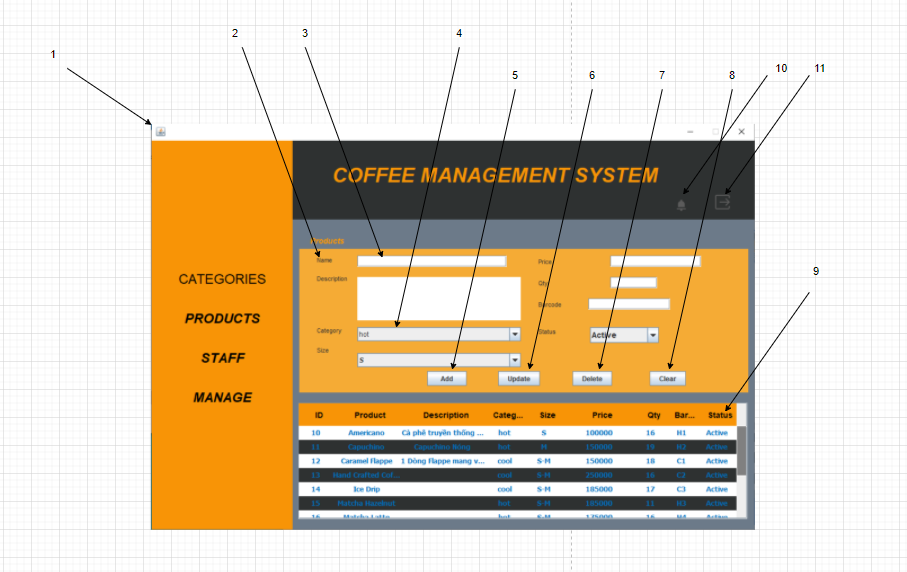 1
2
3
4
5
6
7
8
9
10
11
COFFEE MANAGEMENT SYSTEM
CATEGORIES
PRODUCTS
STAFF
MANAGE
Products
Name
Price
Description
Qty
Barcode
Category
hot
Status
Active
Size
S
Add
Update
Delete
Clear
ID Product Description Categ... Size Price Qty Bar... Status
10 Americano Cà phê truyền thống ... hot S 100000 16 H1 Active
11 Capuchino Capuchino Nóng hot M 150000 19 H2 Active
12 Caramel Flappe 1 Dòng Flappe mang v... cool S-M 150000 18 C1 Active
13 Hand Crafted Cof... cool S-M 250000 16 C2 Active
14 Ice Drip cool S-M 185000 17 C3 Active
15 Matcha Hazelnut hot S-M 185000 11 H3 Active
16 Matcha Latte hot S-M 175000 16 H4 Active